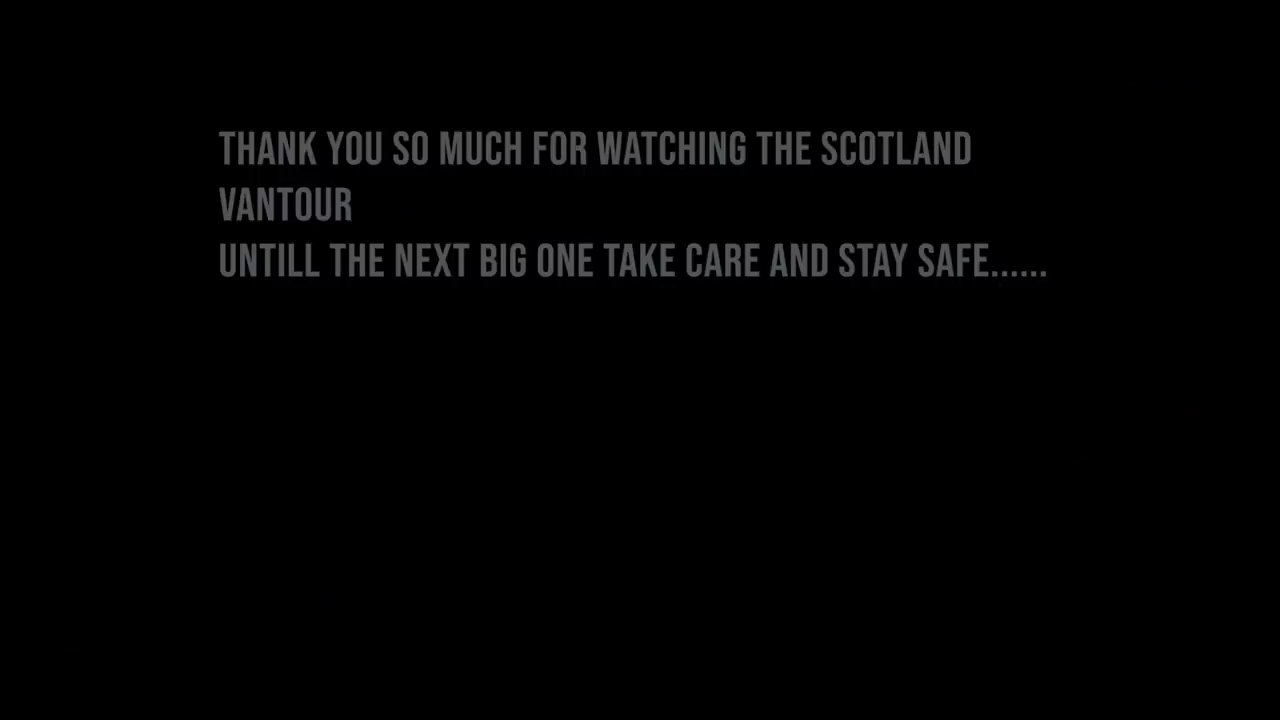 THANK YOU SO MUCH FOR WATCHING THE SCOTLAND
VANTOUR
UNTILL THE NEXT BIG ONE TAKE CARE AND STAY SAFE......